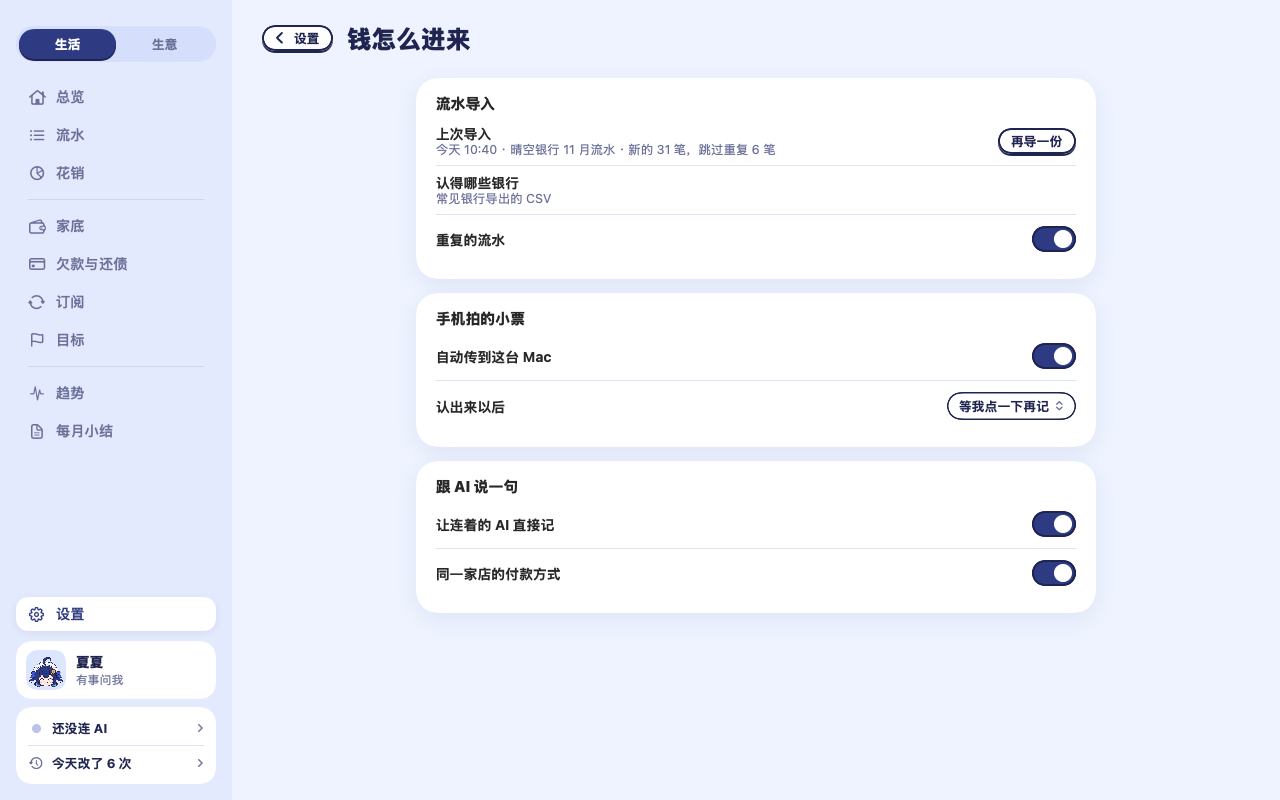 生活
生意
总览
流水
花销
家底
欠款与还债
订阅
目标
趋势
每月小结
设置
夏夏
有事问我
还没连 AI
今天改了 6 次
设置
钱怎么进来
流水导入
上次导入
今天 10:40 · 晴空银行 11 月流水 · 新的 31 笔，跳过重复 6 笔
再导一份
认得哪些银行
常见银行导出的 CSV
重复的流水
手机拍的小票
自动传到这台 Mac
认出来以后
等我点一下再记
跟 AI 说一句
让连着的 AI 直接记
同一家店的付款方式